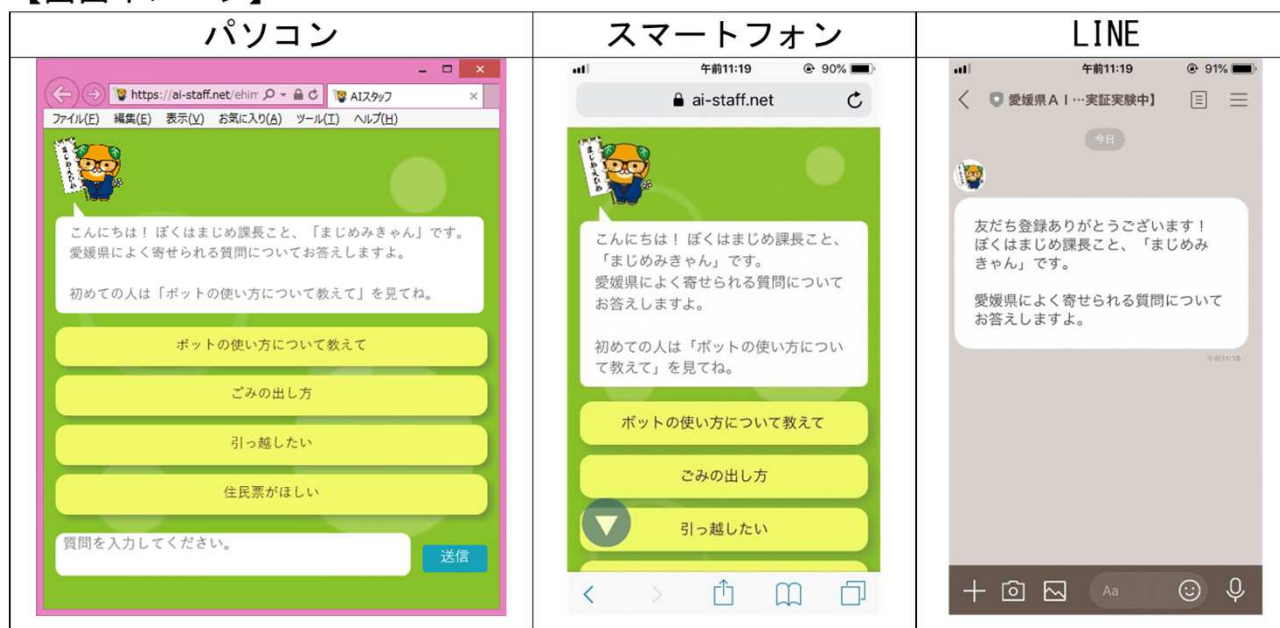 パソコン
スマートフォン
LINE
https://ai-staff.net/ehim
AIスタッフ
ファイル(F) 編集(E) 表示(V) お気に入り(A) ツール(T) ヘルプ(H)
まじめえひめ
こんにちは！ ぼくはまじめ課長こと、「まじめみきゃん」です。
愛媛県によく寄せられる質問についてお答えしますよ。
初めての人は「ボットの使い方について教えて」を見てね。
ボットの使い方について教えて
ごみの出し方
引っ越したい
住民票がほしい
質問を入力してください。
送信
午前11:19
90%
ai-staff.net
まじめえひめ
こんにちは！ ぼくはまじめ課長こと、
「まじめみきゃん」です。
愛媛県によく寄せられる質問について
お答えしますよ。
初めての人は「ボットの使い方につい
て教えて」を見てね。
ボットの使い方について教えて
ごみの出し方
引っ越したい
午前11:19
91%
愛媛県ＡＩ…実証実験中】
今日
友だち登録ありがとうございます！
ぼくはまじめ課長こと、「まじめみ
きゃん」です。
愛媛県によく寄せられる質問について
お答えしますよ。
Aa